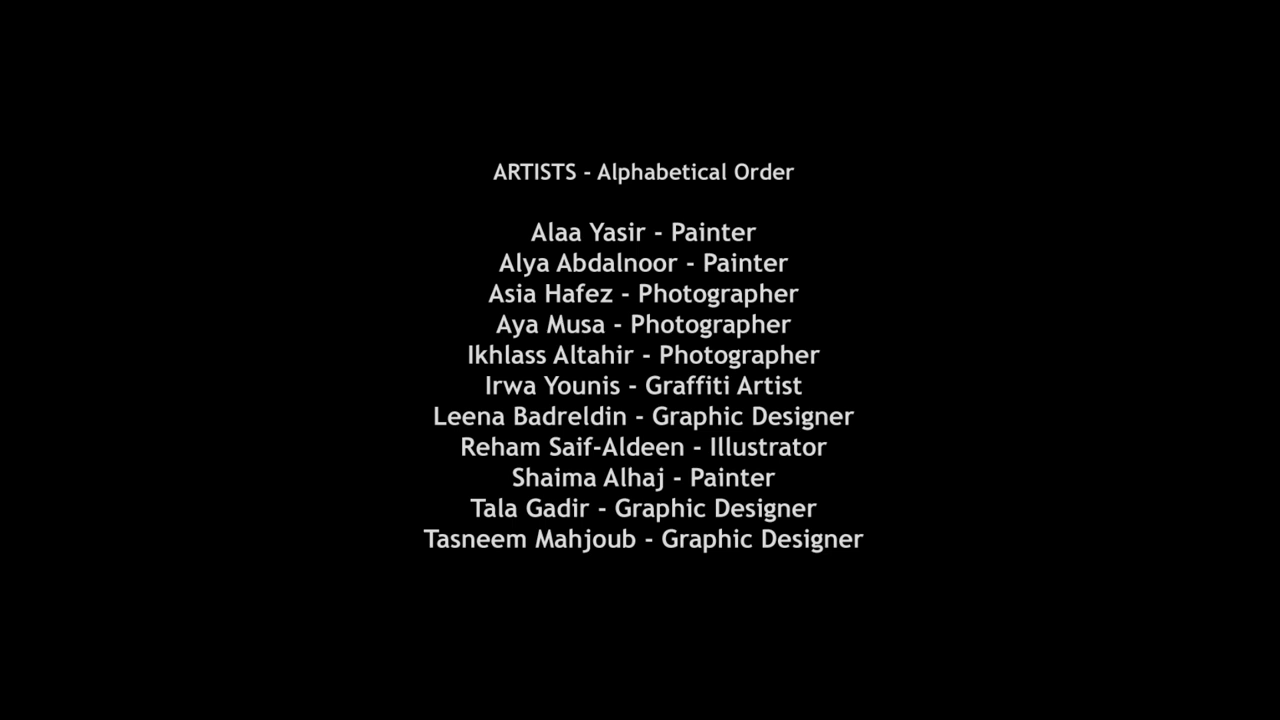 ARTISTS - Alphabetical Order
Alaa Yasir - Painter
Alya Abdalnoor - Painter
Asia Hafez - Photographer
Aya Musa - Photographer
Ikhlass Altahir - Photographer
Irwa Younis - Graffiti Artist
Leena Badreldin - Graphic Designer
Reham Saif-Aldeen - Illustrator
Shaima Alhaj - Painter
Tala Gadir - Graphic Designer
Tasneem Mahjoub - Graphic Designer